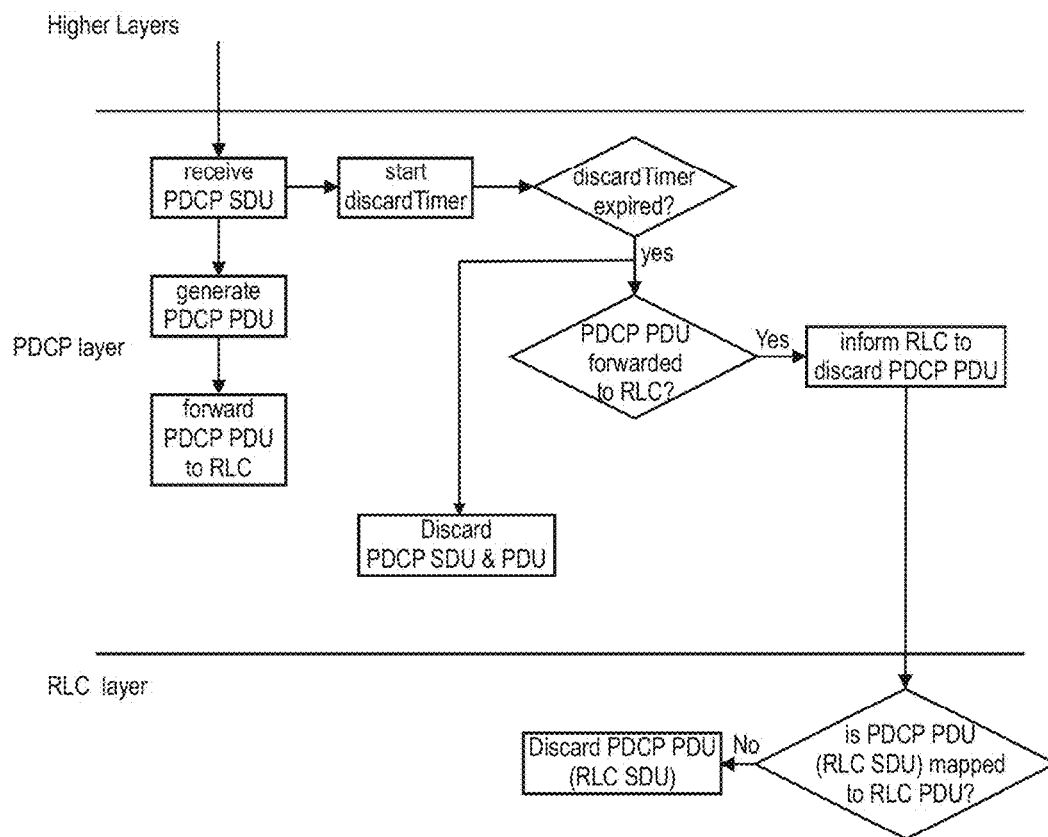 Higher Layers
receive
PDCP SDU
start
discardTimer
discardTimer
expired?
yes
generate
PDCP PDU
PDCP layer
PDCP PDU
forwarded
to RLC?
Yes
inform RLC to
discard PDCP PDU
forward
PDCP PDU
to RLC
Discard
PDCP SDU & PDU
RLC layer
Discard PDCP PDU
(RLC SDU)
No
is PDCP PDU
(RLC SDU) mapped
to RLC PDU?